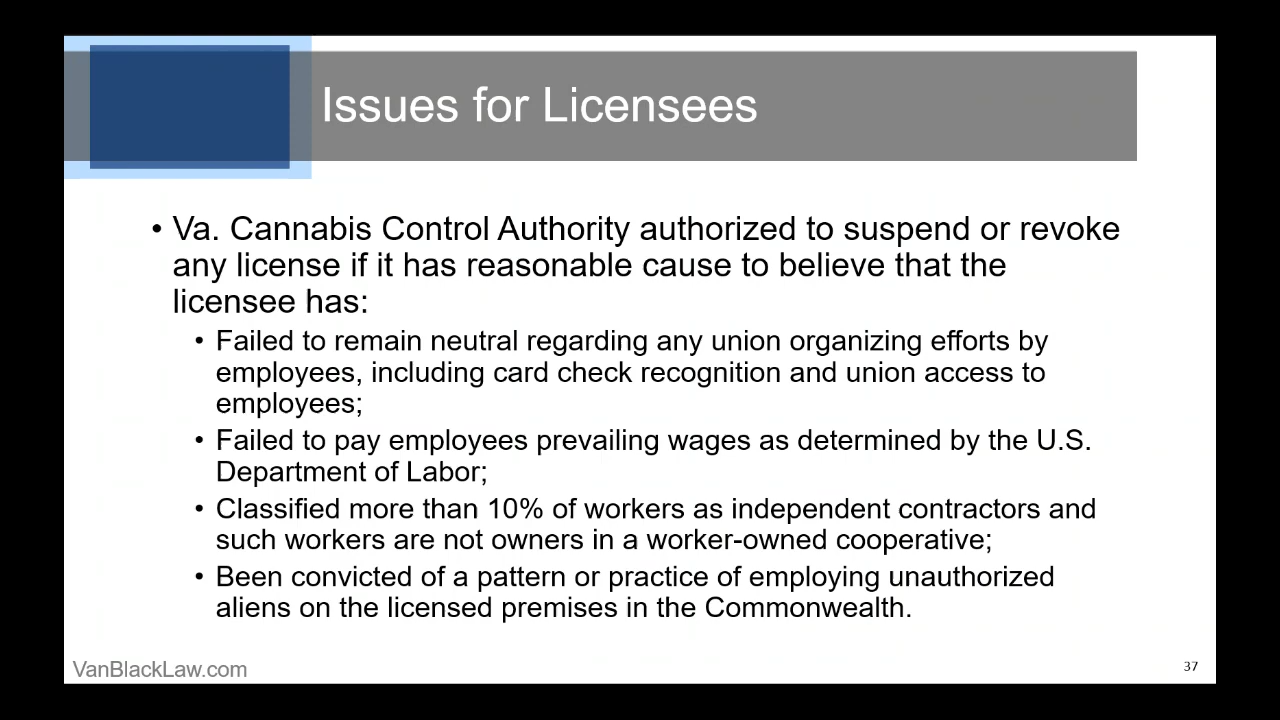 Issues for Licensees
• Va. Cannabis Control Authority authorized to suspend or revoke
any license if it has reasonable cause to believe that the
licensee has:
• Failed to remain neutral regarding any union organizing efforts by
employees, including card check recognition and union access to
employees;
• Failed to pay employees prevailing wages as determined by the U.S.
Department of Labor;
• Classified more than 10% of workers as independent contractors and
such workers are not owners in a worker-owned cooperative;
• Been convicted of a pattern or practice of employing unauthorized
aliens on the licensed premises in the Commonwealth.
VanBlackLaw.com
37